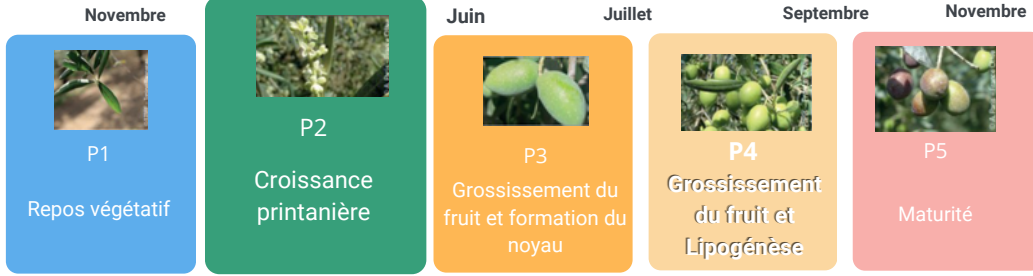 Novembre
Juin
Juillet
Septembre
Novembre
P1
Repos végétatif
P2
Croissance
printanière
P3
Grossissement du
fruit et formation du
noyau
P4
Grossissement
du fruit et
Lipogénèse
P5
Maturité